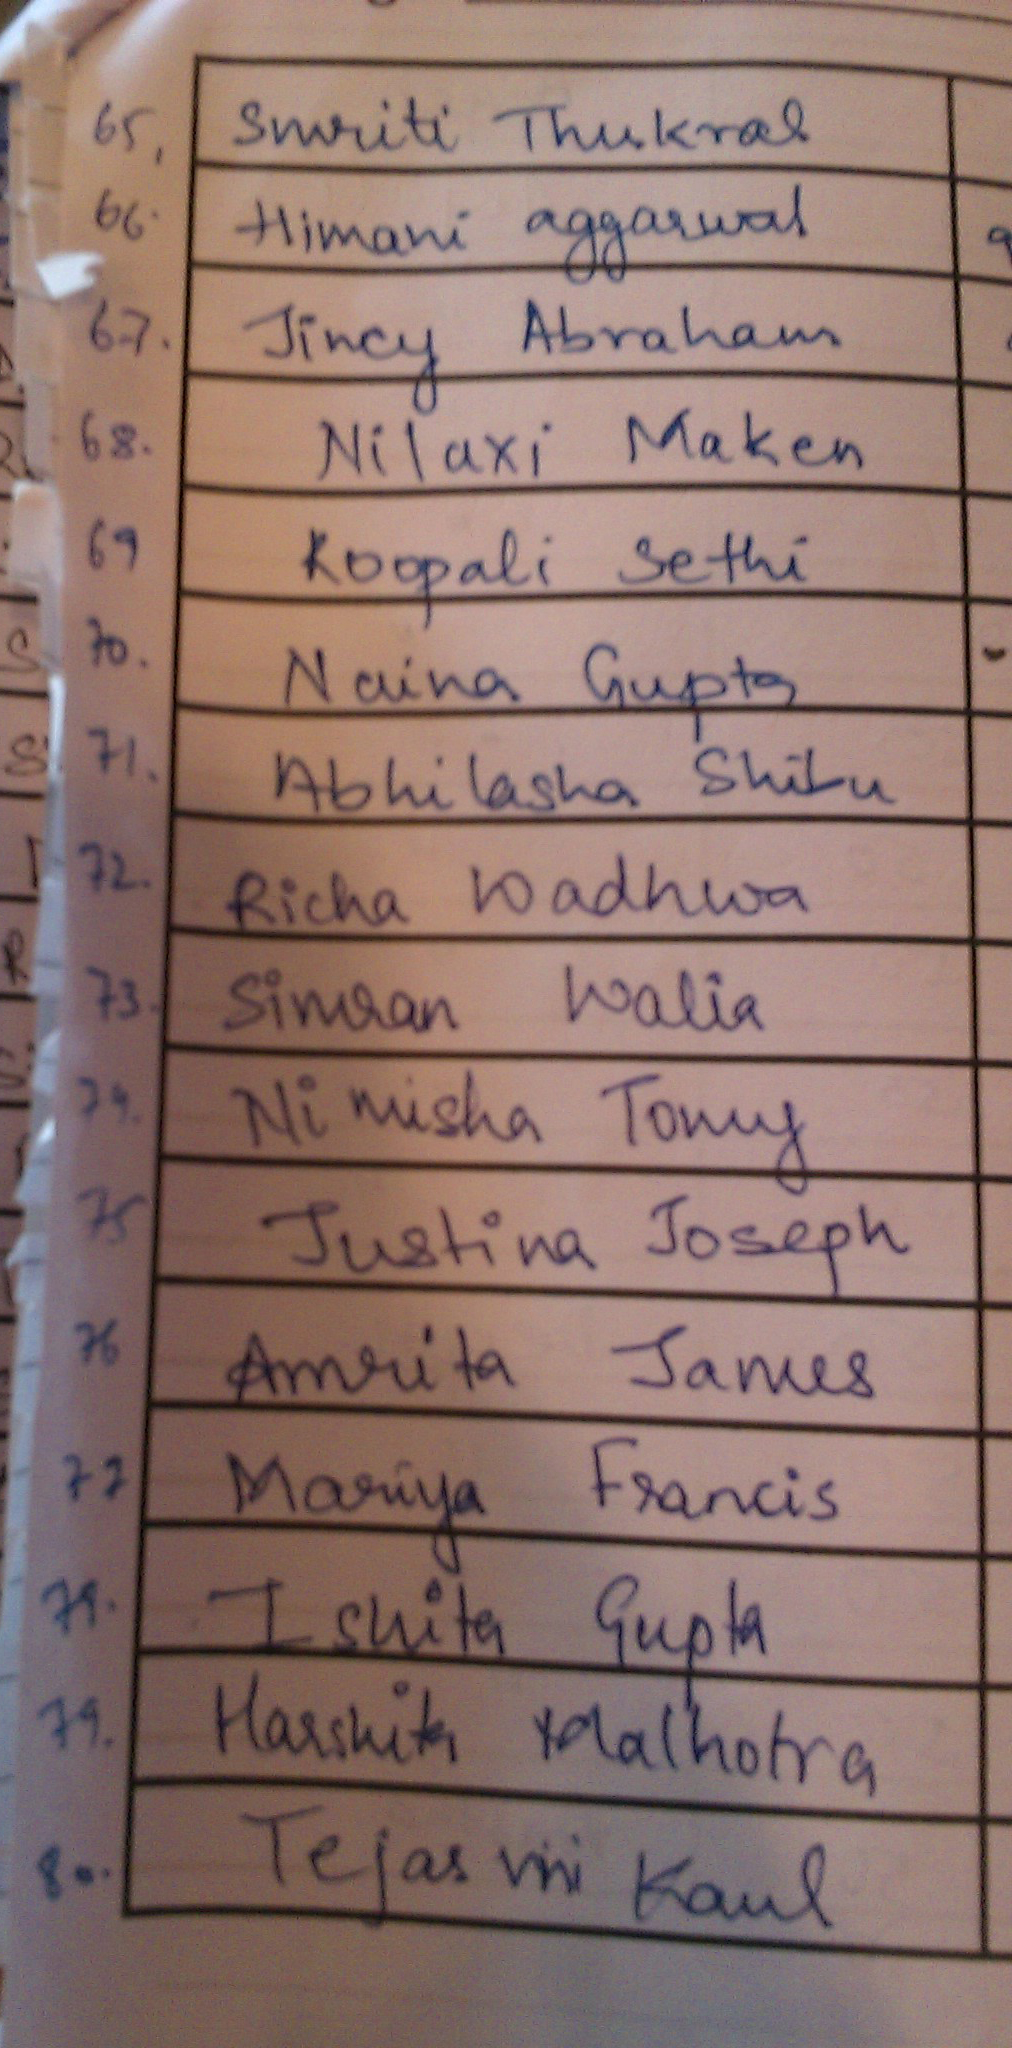 65. Smriti Thukral
66. Himani aggarwal
67. Jincy Abraham
68. Nilaxi Maken
69 Roopali Sethi
70. Naina Gupta
71. Abhilasha Shibu
72. Richa Wadhwa
73. Simran Walia
74. Nimisha Tomy
75 Justina Joseph
76 Amrita James
77 Mariya Francis
79. Ishita Gupta
79. Harshita Malhotra
80. Tejasvini Kaul